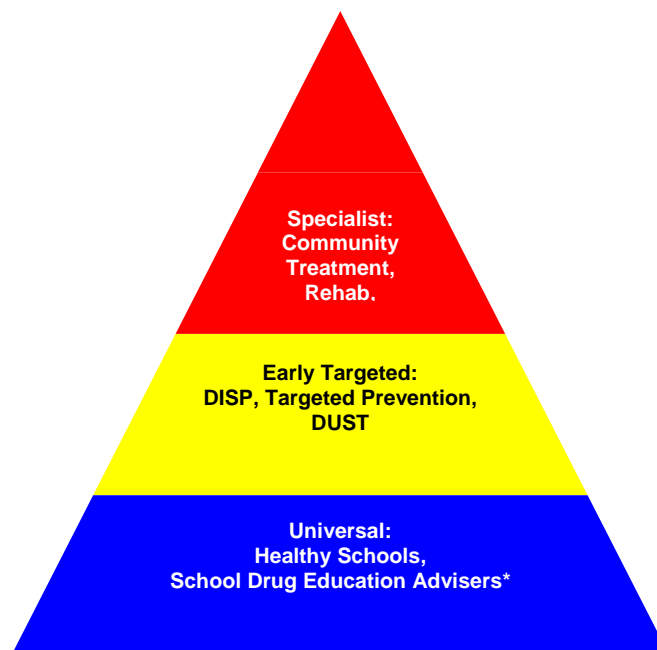 Specialist:
Community
Treatment,
Rehab,
Early Targeted:
DISP, Targeted Prevention,
DUST
Universal:
Healthy Schools,
School Drug Education Advisers*